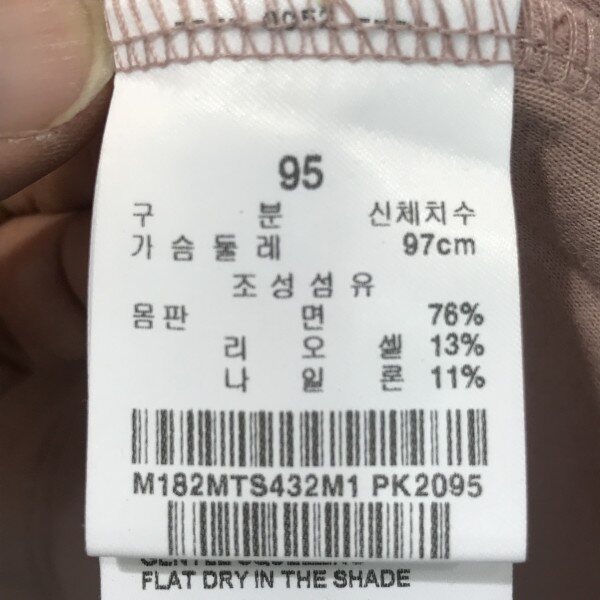 95
구 분 신체치수
가슴둘레 97cm
조성섬유
몸판 면 76%
리오셀 13%
나일론 11%
M182MTS432M1 PK2095
FLAT DRY IN THE SHADE